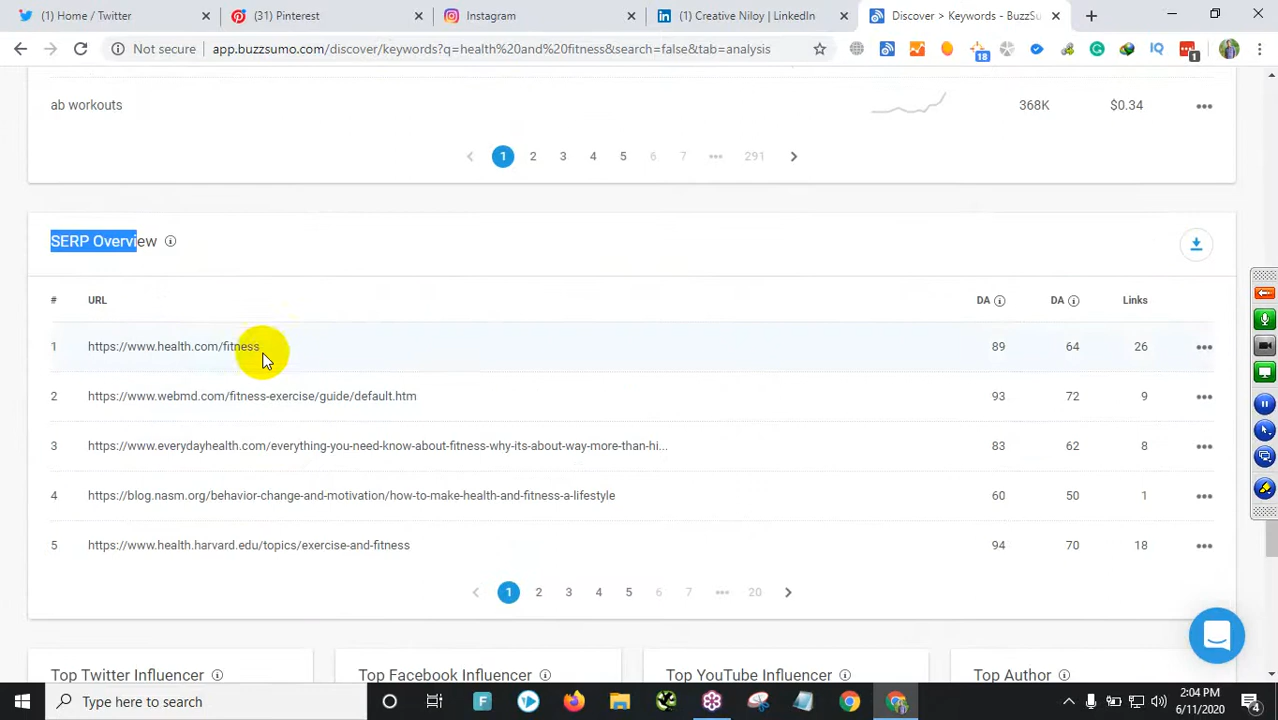 (1) Home / Twitter
(31) Pinterest
Instagram
(1) Creative Niloy | LinkedIn
Discover > Keywords - BuzzSu
Not secure
app.buzzsumo.com/discover/keywords?q=health%20and%20fitness&search=false&tab=analysis
18
IQ
1
ab workouts 368K $0.34
1 2 3 4 5 6 7 ••• 291
SERP Overview
# URL DA DA Links
1 https://www.health.com/fitness 89 64 26
2 https://www.webmd.com/fitness-exercise/guide/default.htm 93 72 9
3 https://www.everydayhealth.com/everything-you-need-know-about-fitness-why-its-about-way-more-than-hi... 83 62 8
4 https://blog.nasm.org/behavior-change-and-motivation/how-to-make-health-and-fitness-a-lifestyle 60 50 1
5 https://www.health.harvard.edu/topics/exercise-and-fitness 94 70 18
1 2 3 4 5 6 7 ••• 20
Top Twitter Influencer Top Facebook Influencer Top YouTube Influencer Top Author
Type here to search
2:04 PM
6/11/2020
4